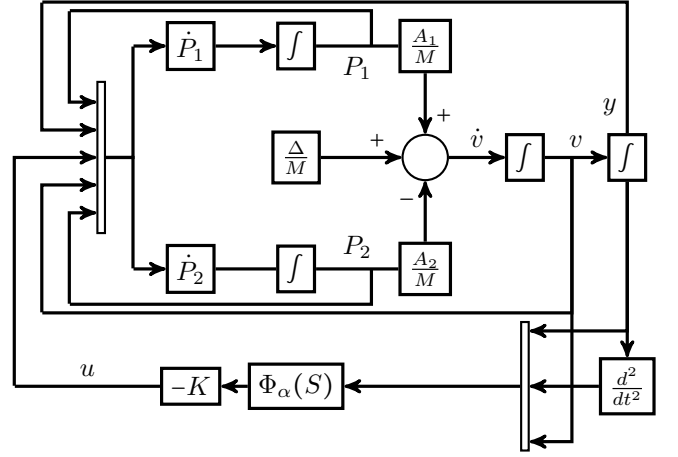 Ṗ₁
∫
P₁
A₁/M
y
+
Δ/M
+
v̇
∫
v
∫
−
Ṗ₂
∫
P₂
A₂/M
u
−K
Φ_α(S)
d²/dt²